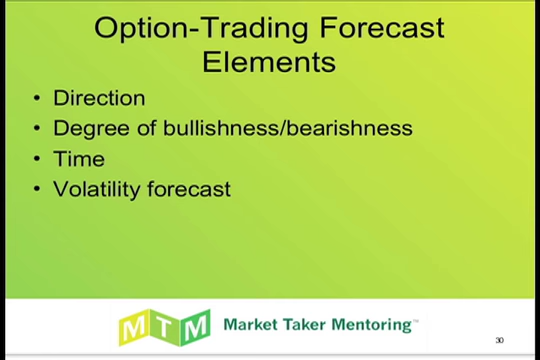 Option-Trading Forecast
Elements
• Direction
• Degree of bullishness/bearishness
• Time
• Volatility forecast
MTM Market Taker Mentoring™
30